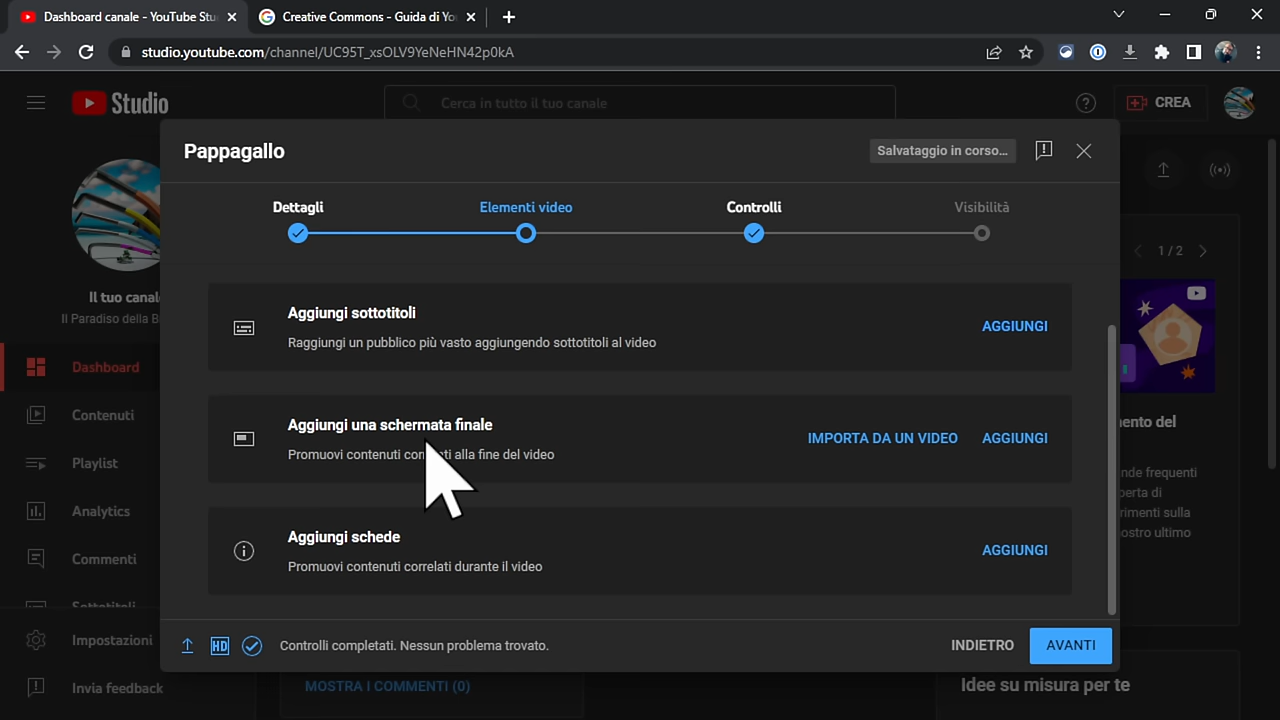 Dashboard canale - YouTube Stu
Creative Commons - Guida di Yo
studio.youtube.com/channel/UC95T_xsOLV9YeNeHN42p0kA
Studio
Cerca in tutto il tuo canale
CREA
Pappagallo
Salvataggio in corso...
Dettagli
Elementi video
Controlli
Visibilità
1 / 2
Il tuo canal
Il Paradiso della B
Dashboard
Contenuti
Playlist
Analytics
Commenti
Sottotitoli
Impostazioni
Invia feedback
Aggiungi sottotitoli
Raggiungi un pubblico più vasto aggiungendo sottotitoli al video
AGGIUNGI
Aggiungi una schermata finale
Promuovi contenuti alla fine del video
IMPORTA DA UN VIDEO
AGGIUNGI
Aggiungi schede
Promuovi contenuti correlati durante il video
AGGIUNGI
ento del
nde frequenti
perta di
rimenti sulla
ostro ultimo
HD
Controlli completati. Nessun problema trovato.
INDIETRO
AVANTI
MOSTRA I COMMENTI (0)
Idee su misura per te